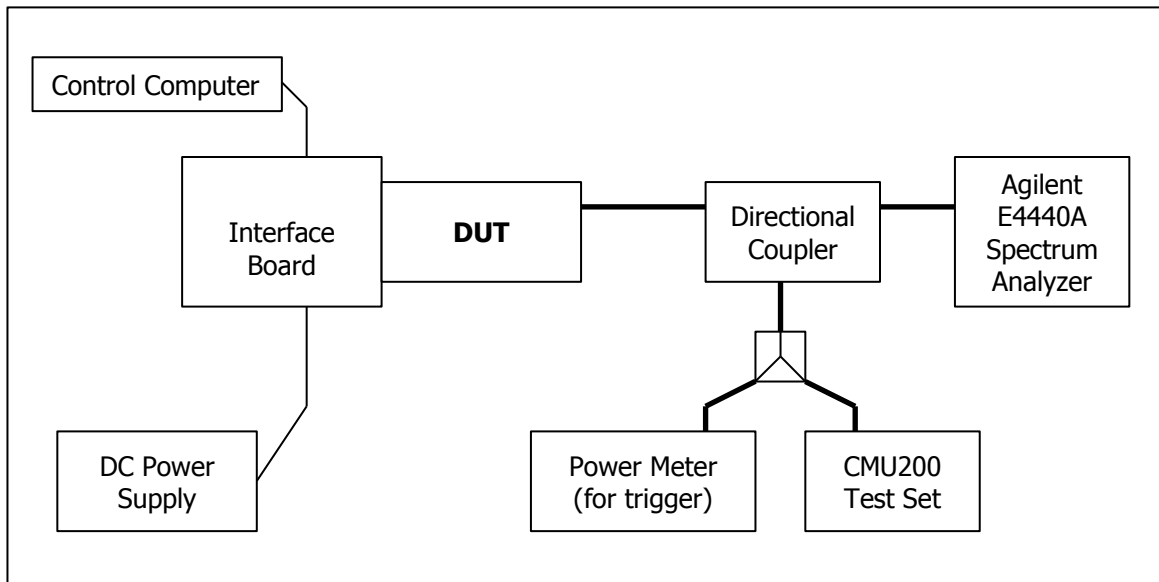 Control Computer
Interface
Board
DUT
Directional
Coupler
Agilent
E4440A
Spectrum
Analyzer
DC Power
Supply
Power Meter
(for trigger)
CMU200
Test Set